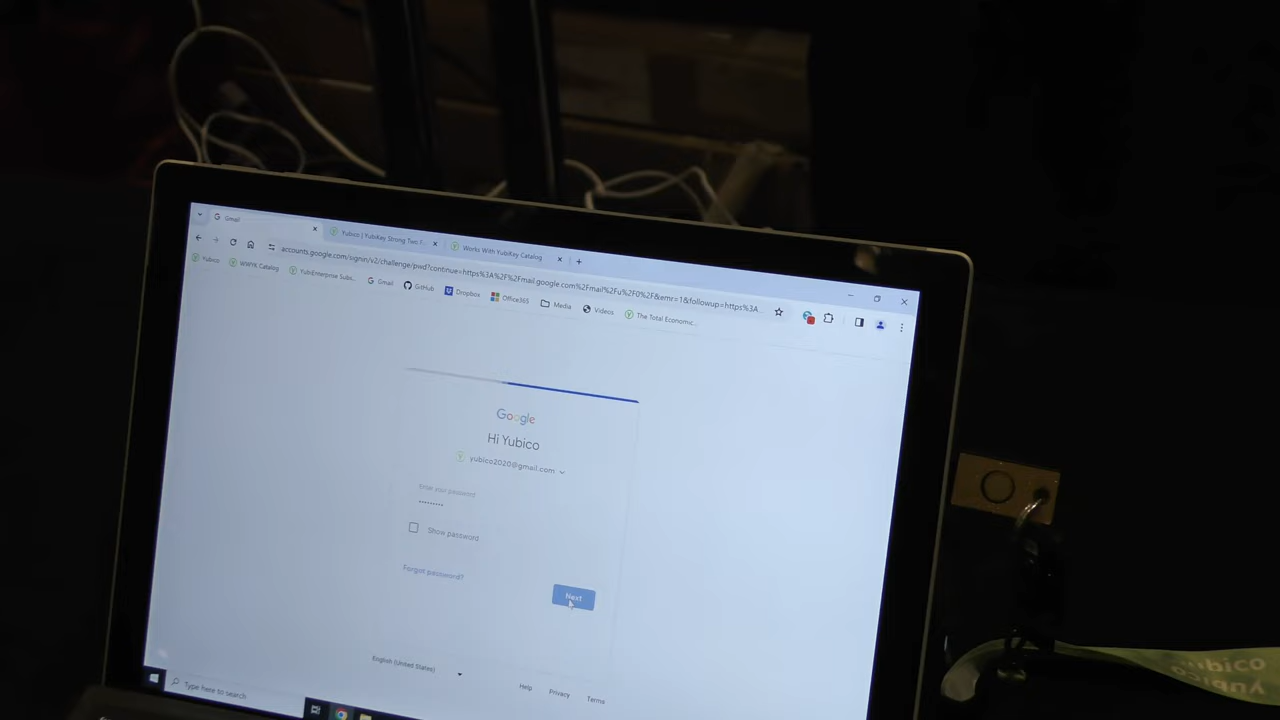 Gmail
Yubico | YubiKey Strong Two F
Works With YubiKey Catalog
accounts.google.com/signin/v2/challenge/pwd?continue=https%3A%2F%2Fmail.google.com%2Fmail%2Fu%2F0%2F&emr=1&followup=https%3A...
Yubico
WWYK Catalog
YubiEnterprise Subs...
Gmail
GitHub
Dropbox
Office365
Media
Videos
The Total Economic...
Google
Hi Yubico
yubico2020@gmail.com
Enter your password
•••••••••
Show password
Forgot password?
Next
English (United States)
Help
Privacy
Terms
Type here to search
yubico